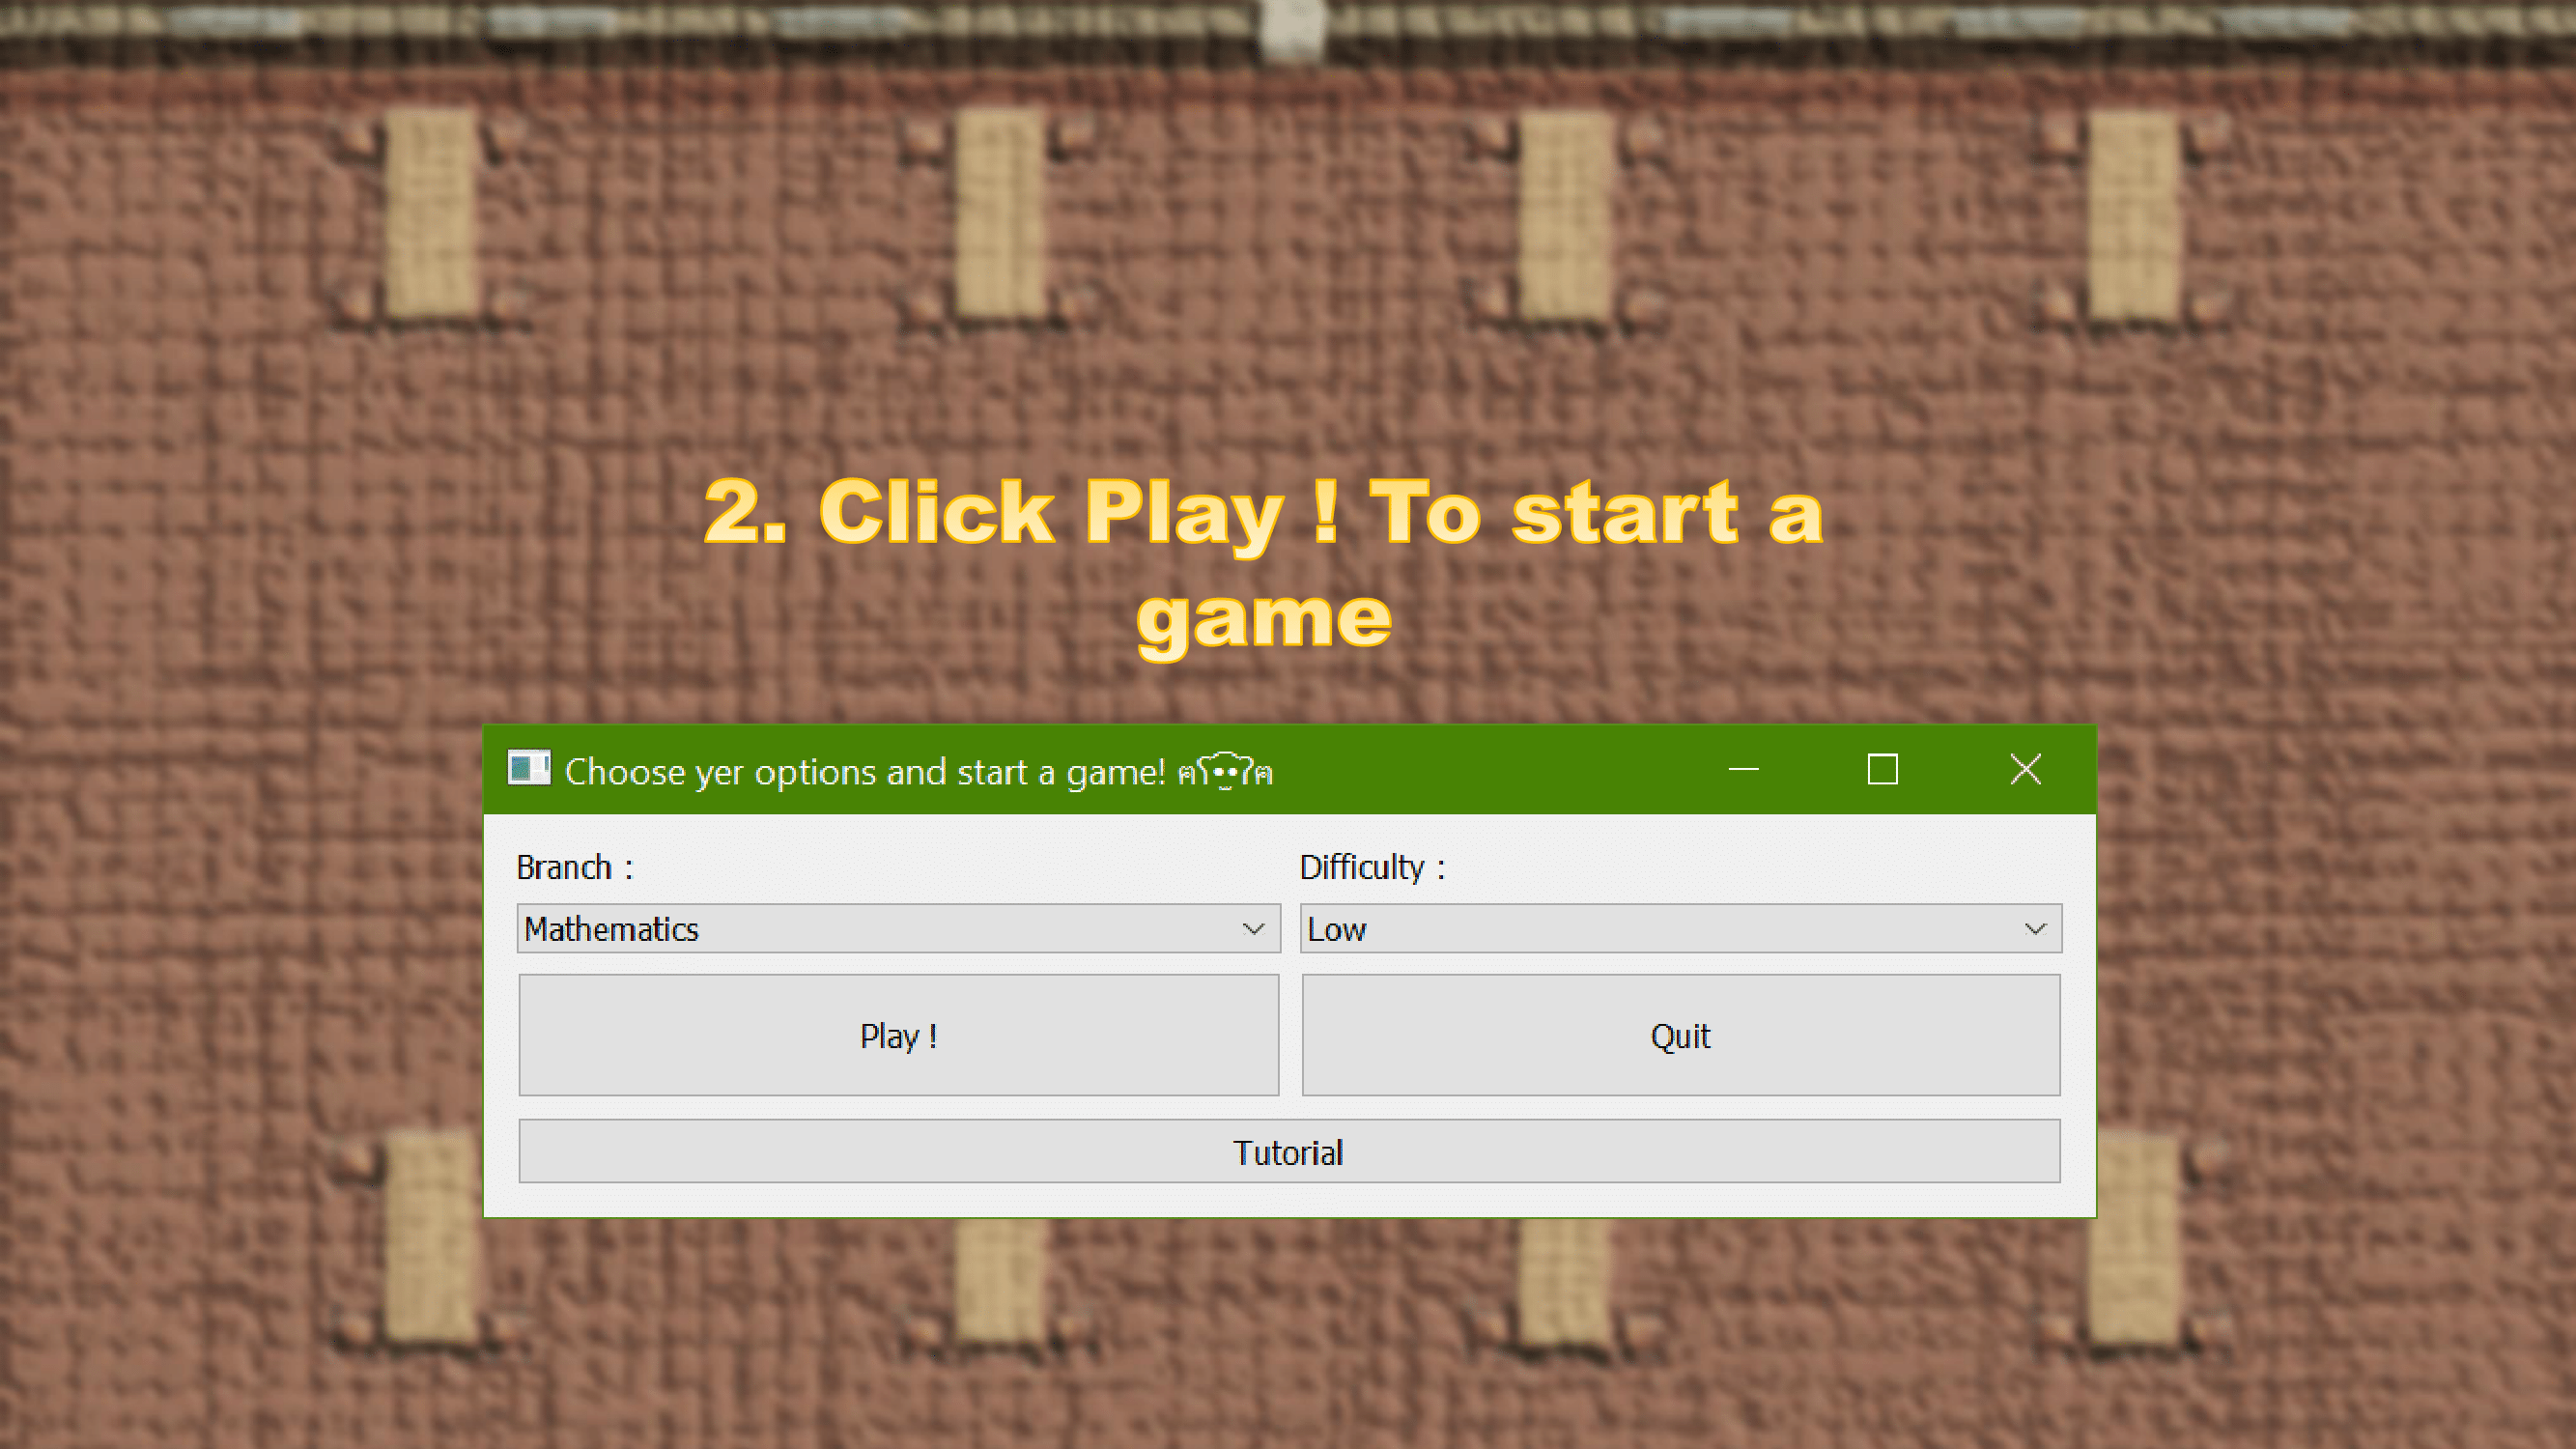 2. Click Play ! To start a
game
Choose yer options and start a game! ฅʕ•̫͡•ʔฅ
Branch :
Difficulty :
Mathematics
Low
Play !
Quit
Tutorial